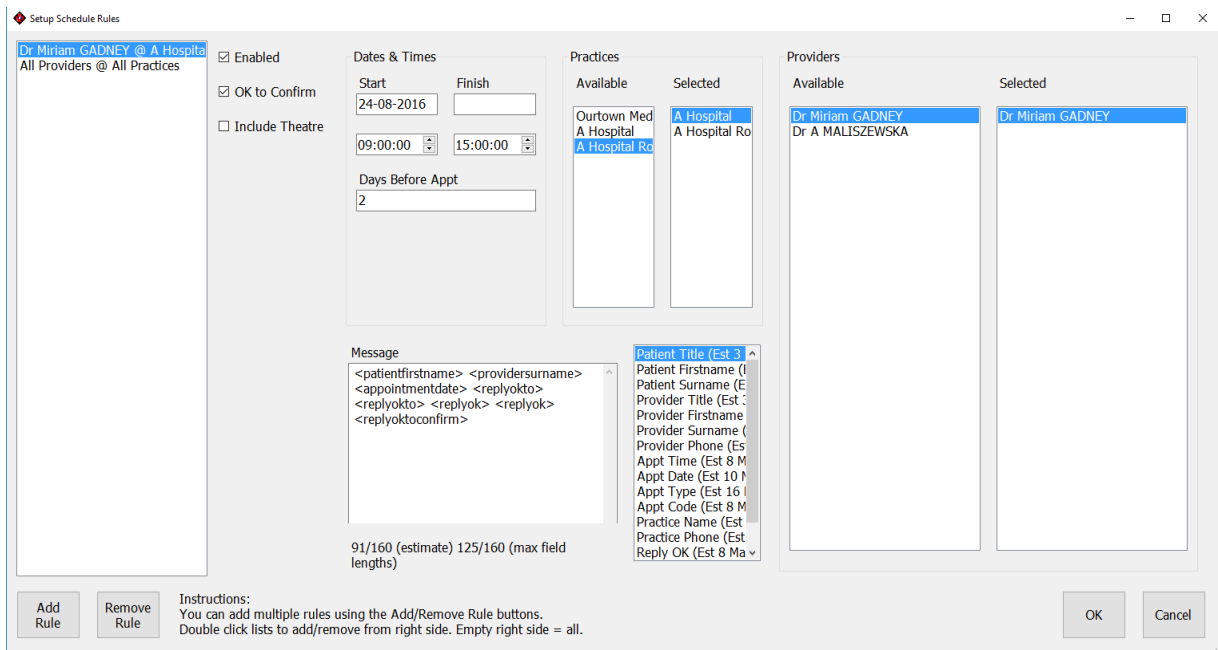 Setup Schedule Rules
Dr Miriam GADNEY @ A Hospita
All Providers @ All Practices
Enabled
OK to Confirm
Include Theatre
Dates & Times
Start
Finish
24-08-2016
09:00:00
15:00:00
Days Before Appt
2
Practices
Available
Selected
Ourtown Med
A Hospital
A Hospital Ro
A Hospital
A Hospital Ro
Providers
Available
Selected
Dr Miriam GADNEY
Dr A MALISZEWSKA
Dr Miriam GADNEY
Message
<patientfirstname> <providersurname>
<appointmentdate> <replyokto>
<replyokto> <replyok> <replyok>
<replyoktoconfirm>
91/160 (estimate) 125/160 (max field
lengths)
Patient Title (Est 3
Patient Firstname (
Patient Surname (E
Provider Title (Est 3
Provider Firstname
Provider Surname (
Provider Phone (Es
Appt Time (Est 8 M
Appt Date (Est 10 M
Appt Type (Est 16
Appt Code (Est 8 M
Practice Name (Est
Practice Phone (Est
Reply OK (Est 8 Ma
Add
Rule
Remove
Rule
Instructions:
You can add multiple rules using the Add/Remove Rule buttons.
Double click lists to add/remove from right side. Empty right side = all.
OK
Cancel